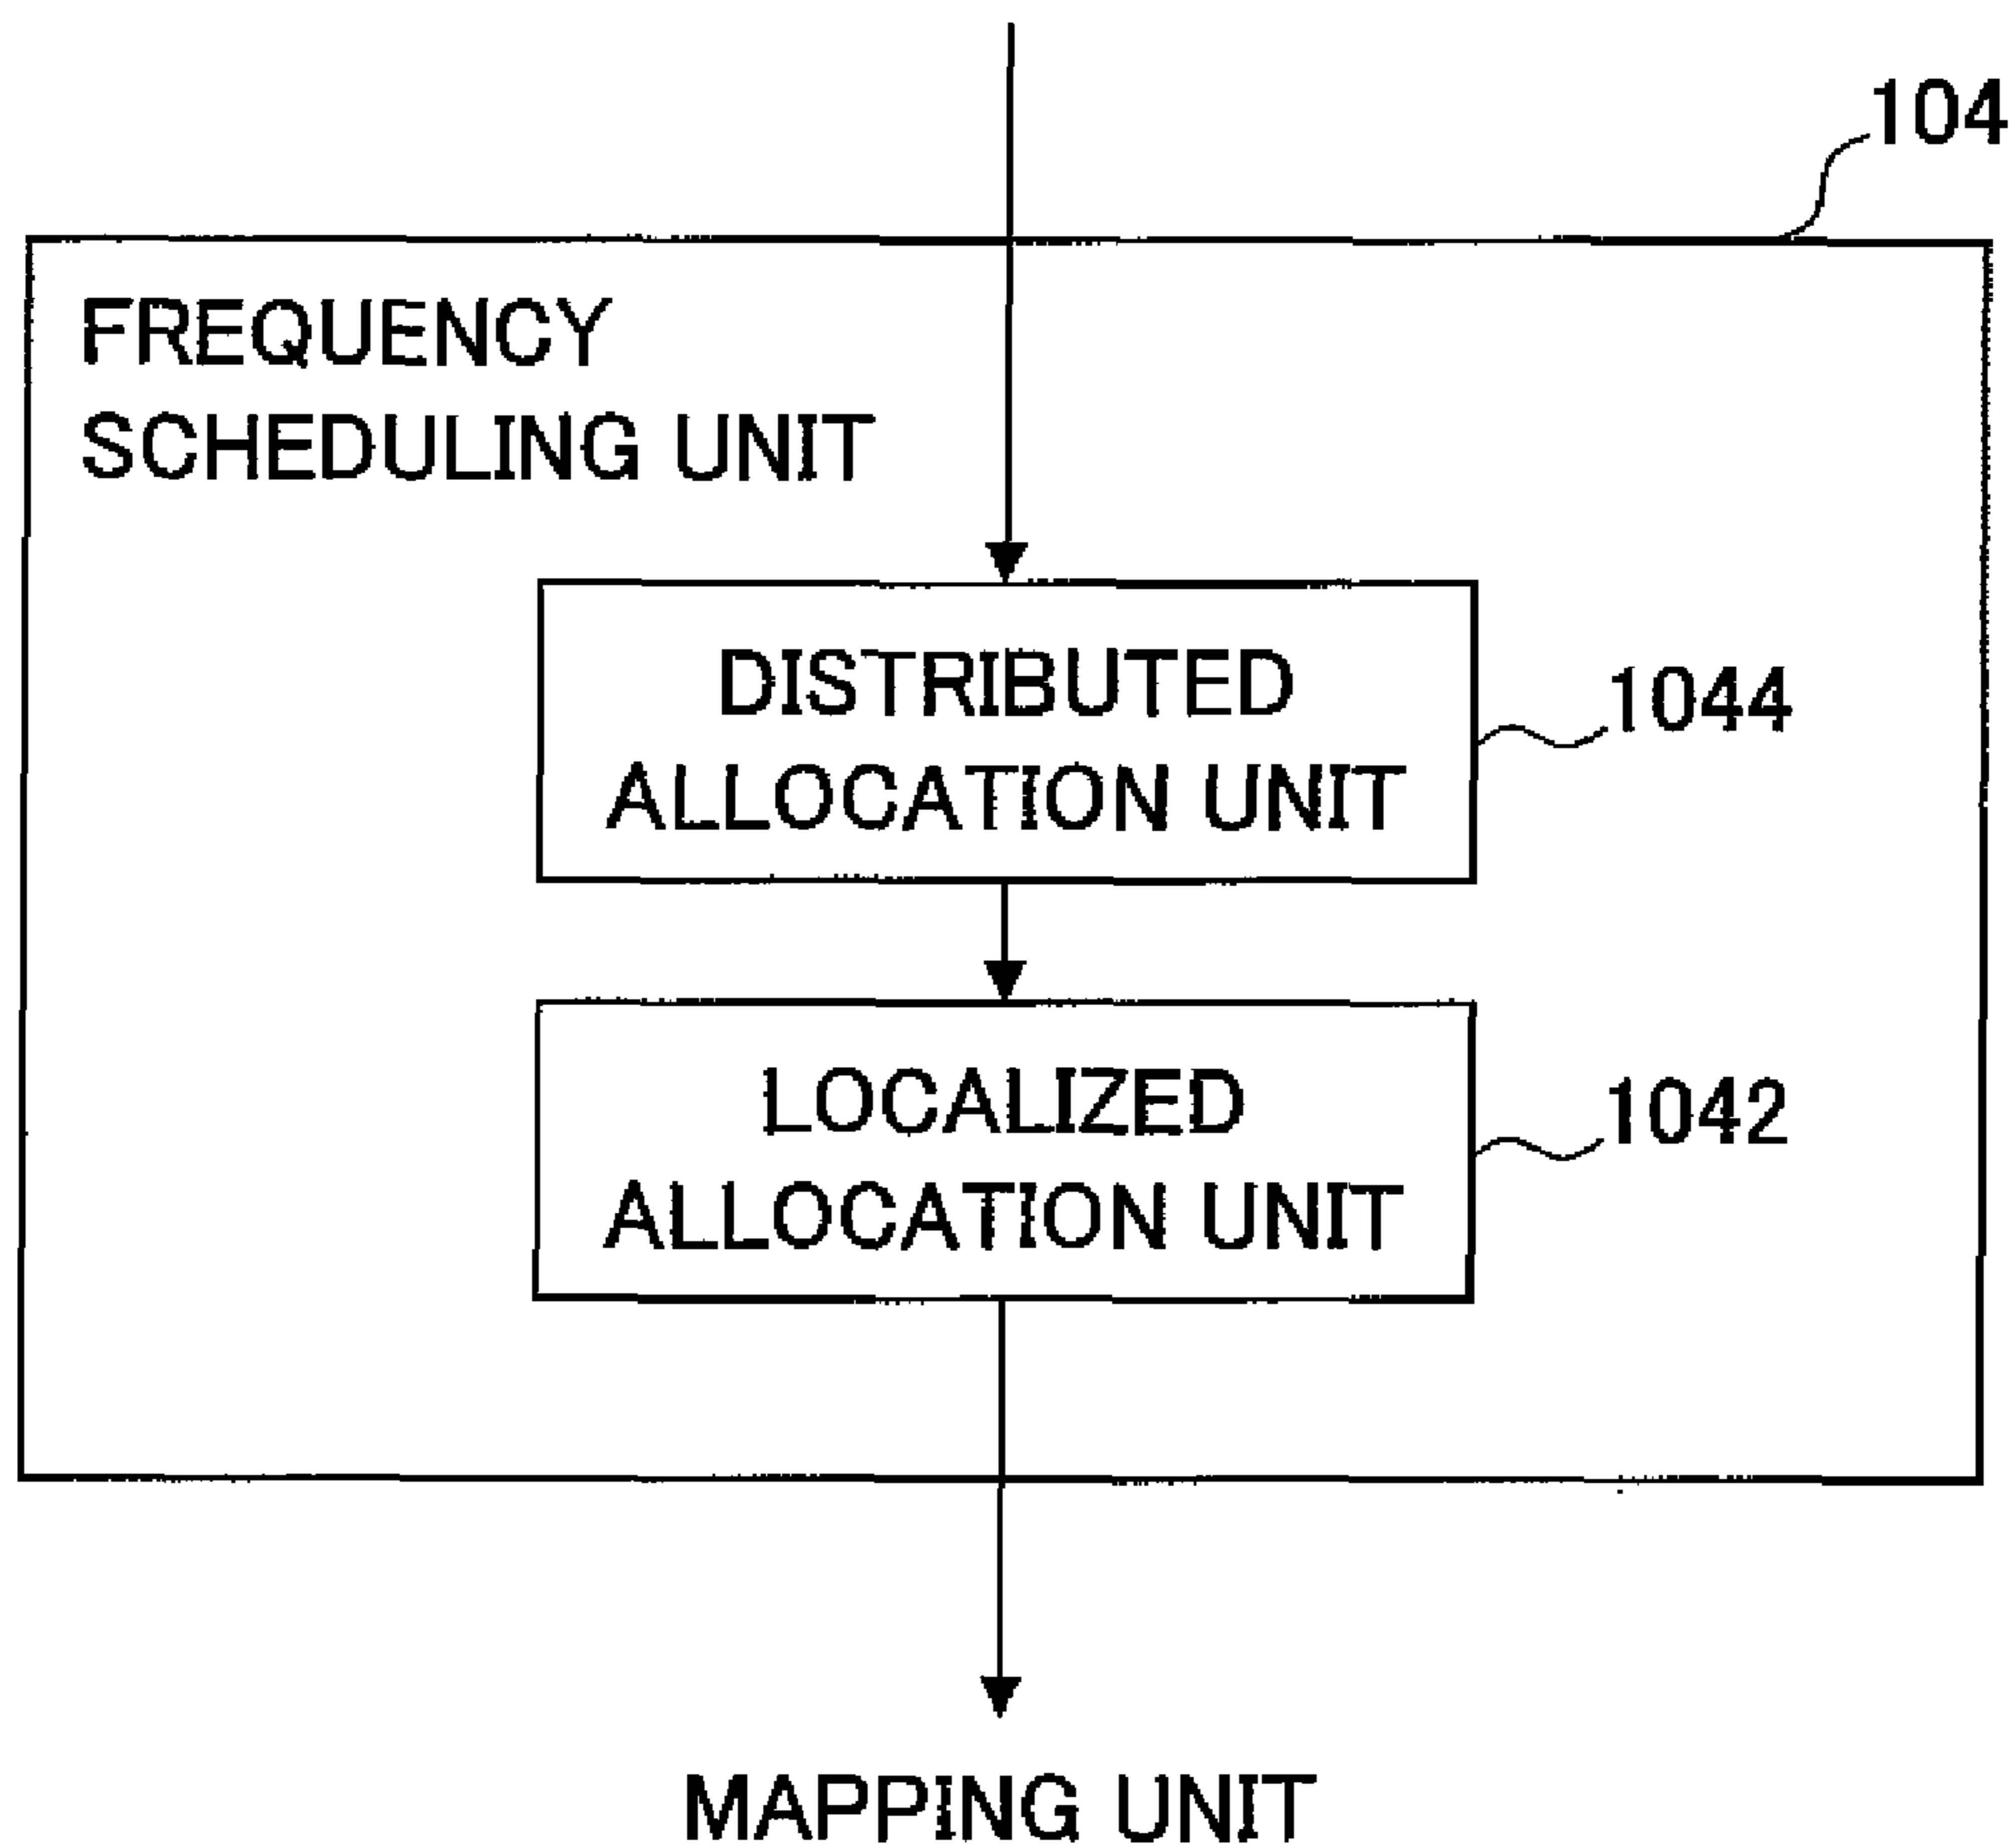 104
FREQUENCY
SCHEDULING UNIT
DISTRIBUTED
ALLOCATION UNIT
1044
LOCALIZED
ALLOCATION UNIT
1042
MAPPING UNIT